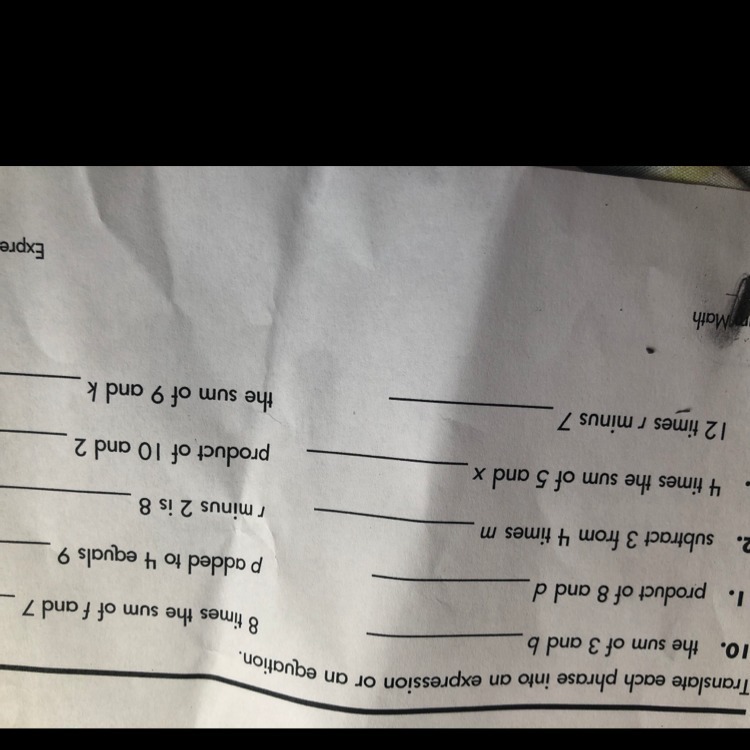 Translate each phrase into an expression or an equation.
10. the sum of 3 and b
8 times the sum of f and 7
1. product of 8 and d
p added to 4 equals 9
2. subtract 3 from 4 times m
r minus 2 is 8
. 4 times the sum of 5 and x
product of 10 and 2
12 times r minus 7
the sum of 9 and k
Math
Expre